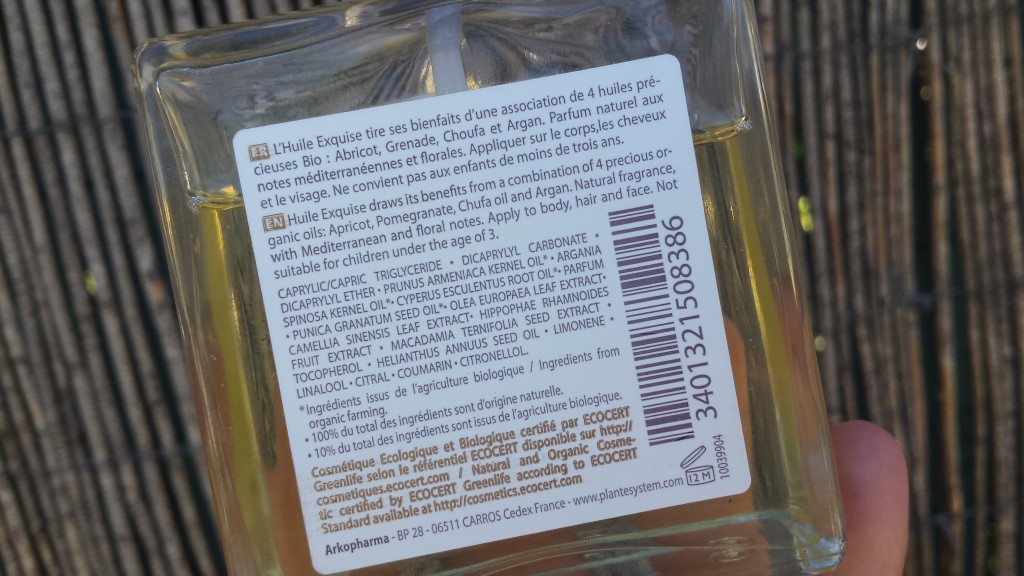 FR L'Huile Exquise tire ses bienfaits d'une association de 4 huiles pré-
cieuses Bio : Abricot, Grenade, Choufa et Argan. Parfum naturel aux
notes méditerranéennes et florales. Appliquer sur le corps,les cheveux
et le visage. Ne convient pas aux enfants de moins de trois ans.
EN Huile Exquise draws its benefits from a combination of 4 precious or-
ganic oils: Apricot, Pomegranate, Chufa oil and Argan. Natural fragrance,
with Mediterranean and floral notes. Apply to body, hair and face. Not
suitable for children under the age of 3.
CAPRYLIC/CAPRIC TRIGLYCERIDE • DICAPRYLYL CARBONATE •
DICAPRYLYL ETHER • PRUNUS ARMENIACA KERNEL OIL* • ARGANIA
SPINOSA KERNEL OIL* • CYPERUS ESCULENTUS ROOT OIL* • PARFUM
• PUNICA GRANATUM SEED OIL* • OLEA EUROPAEA LEAF EXTRACT •
CAMELLIA SINENSIS LEAF EXTRACT • HIPPOPHAE RHAMNOIDES
FRUIT EXTRACT • MACADAMIA TERNIFOLIA SEED EXTRACT •
TOCOPHEROL • HELIANTHUS ANNUUS SEED OIL • LIMONENE •
LINALOOL • CITRAL • COUMARIN • CITRONELLOL.
* Ingrédients issus de l'agriculture biologique / Ingredients from
organic farming.
• 100% du total des ingrédients sont d'origine naturelle.
• 10% du total des ingrédients sont issus de l'agriculture biologique.
Cosmétique Ecologique et Biologique certifié par ECOCERT
Greenlife selon le référentiel ECOCERT disponible sur http://
cosmetiques.ecocert.com / Natural and Organic Cosme-
tic certified by ECOCERT Greenlife according to ECOCERT
Standard available at http://cosmetics.ecocert.com
Arkopharma - BP 28 - 06511 CARROS Cedex France - www.plantesystem.com
3401321508386
12 M
10039904